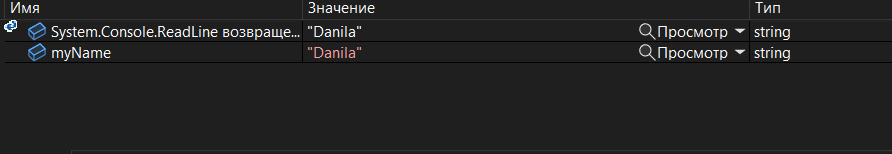 Имя Значение Тип
System.Console.ReadLine возвраще... "Danila" Просмотр string
myName "Danila" Просмотр string